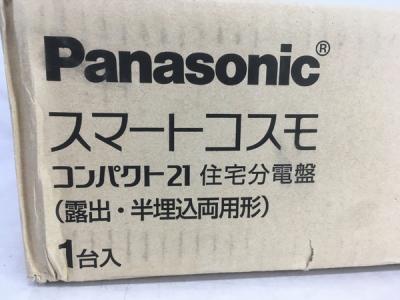 Panasonic®
スマートコスモ
コンパクト21 住宅分電盤
（露出・半埋込両用形）
1台入